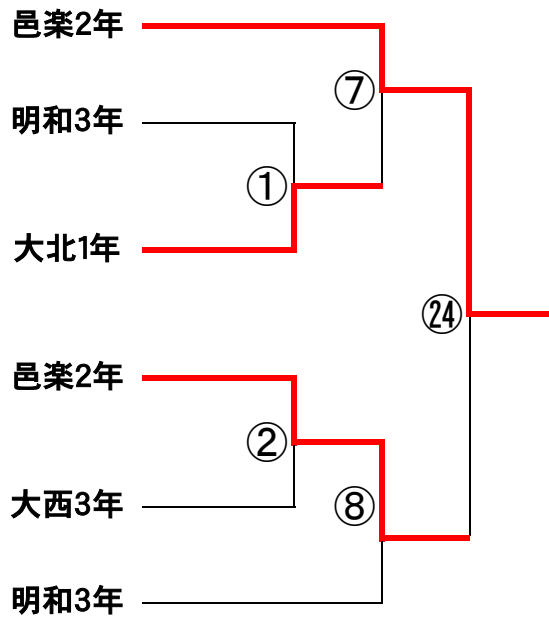 邑楽2年
⑦
明和3年
①
大北1年
㉔
邑楽2年
②
大西3年
⑧
明和3年